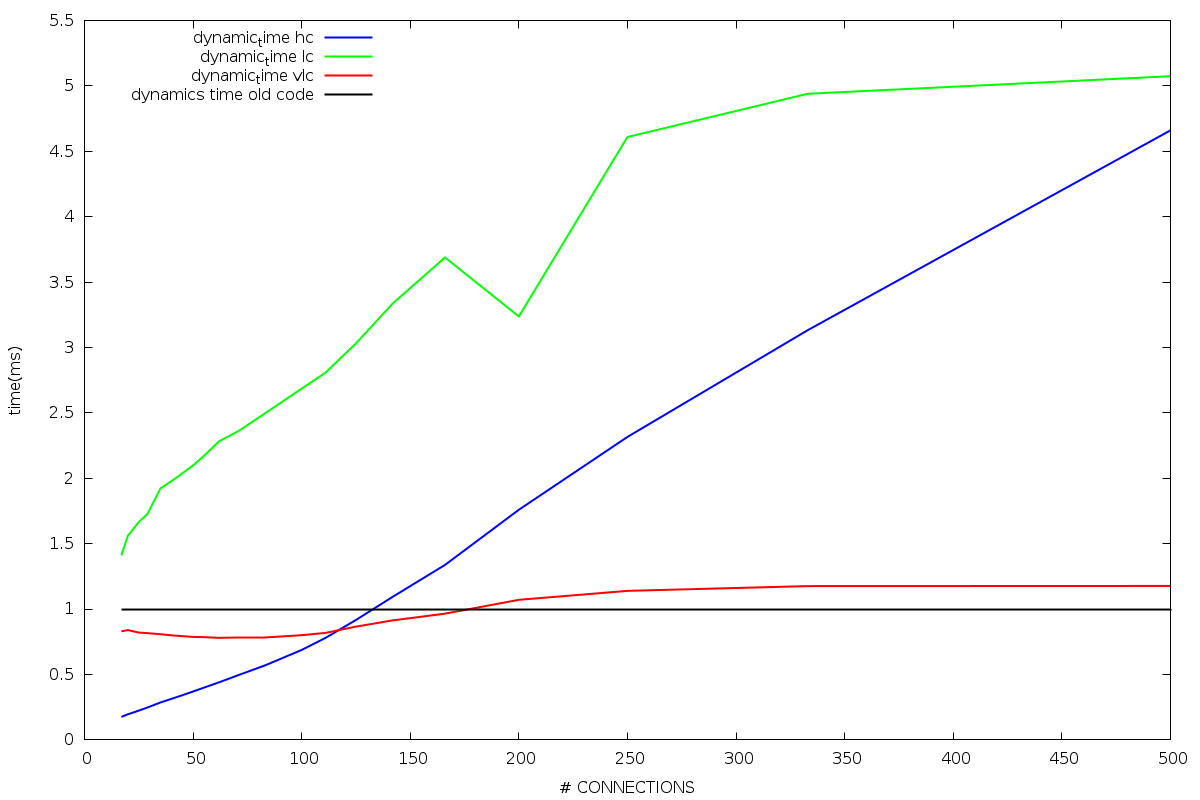 5.5
5
4.5
4
3.5
3
2.5
2
1.5
1
0.5
0
time(ms)
dynamic_time hc
dynamic_time lc
dynamic_time vlc
dynamics time old code
0 50 100 150 200 250 300 350 400 450 500
# CONNECTIONS